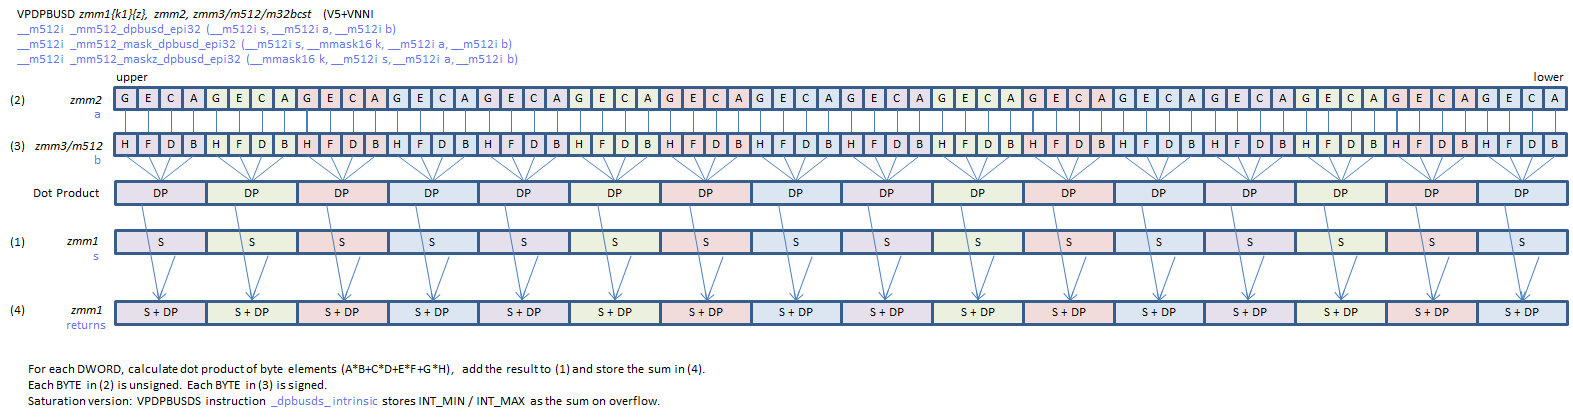 VPDPBUSD zmm1{k1}{z}, zmm2, zmm3/m512/m32bcst (V5+VNNI
__m512i _mm512_dpbusd_epi32 (__m512i s, __m512i a, __m512i b)
__m512i _mm512_mask_dpbusd_epi32 (__m512i s, __mmask16 k, __m512i a, __m512i b)
__m512i _mm512_maskz_dpbusd_epi32 (__mmask16 k, __m512i s, __m512i a, __m512i b)
upper lower
(2) zmm2 G E C A G E C A G E C A G E C A G E C A G E C A G E C A G E C A G E C A G E C A G E C A G E C A G E C A G E C A G E C A G E C A
a
(3) zmm3/m512 H F D B H F D B H F D B H F D B H F D B H F D B H F D B H F D B H F D B H F D B H F D B H F D B H F D B H F D B H F D B H F D B
b
Dot Product DP DP DP DP DP DP DP DP DP DP DP DP DP DP DP DP
(1) zmm1 S S S S S S S S S S S S S S S S
s
(4) zmm1 S + DP S + DP S + DP S + DP S + DP S + DP S + DP S + DP S + DP S + DP S + DP S + DP S + DP S + DP S + DP S + DP
returns
For each DWORD, calculate dot product of byte elements (A*B+C*D+E*F+G*H), add the result to (1) and store the sum in (4).
Each BYTE in (2) is unsigned. Each BYTE in (3) is signed.
Saturation version: VPDPBUSDS instruction _dpbusds_ intrinsic stores INT_MIN / INT_MAX as the sum on overflow.